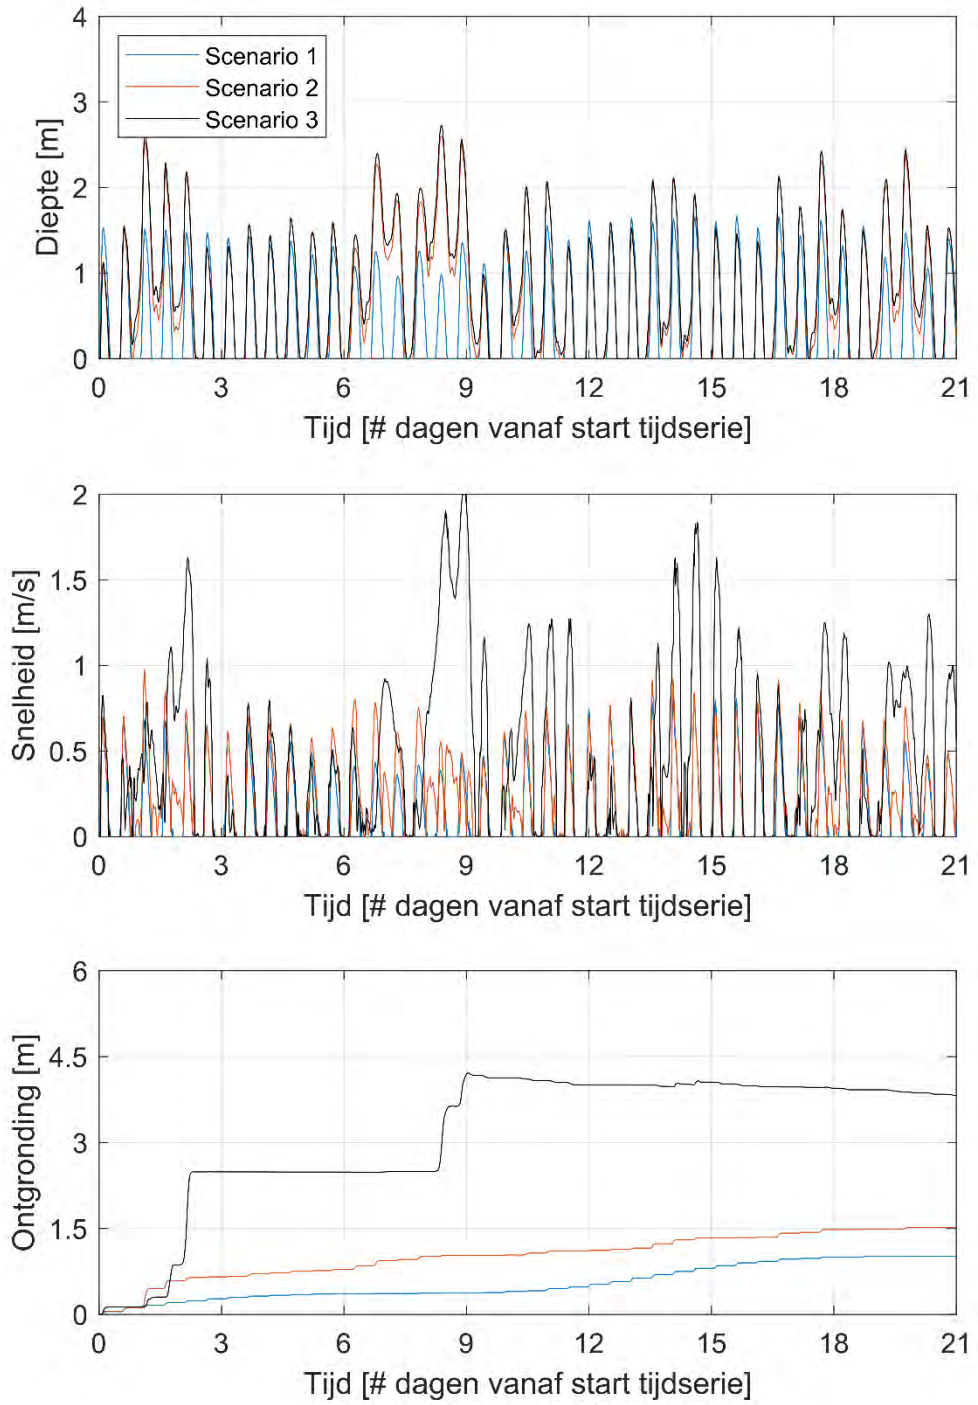 4
3
2
1
0
Diepte [m]
Scenario 1
Scenario 2
Scenario 3
0 3 6 9 12 15 18 21
Tijd [# dagen vanaf start tijdserie]
2
1.5
1
0.5
0
Snelheid [m/s]
0 3 6 9 12 15 18 21
Tijd [# dagen vanaf start tijdserie]
6
4.5
3
1.5
0
Ontgronding [m]
0 3 6 9 12 15 18 21
Tijd [# dagen vanaf start tijdserie]